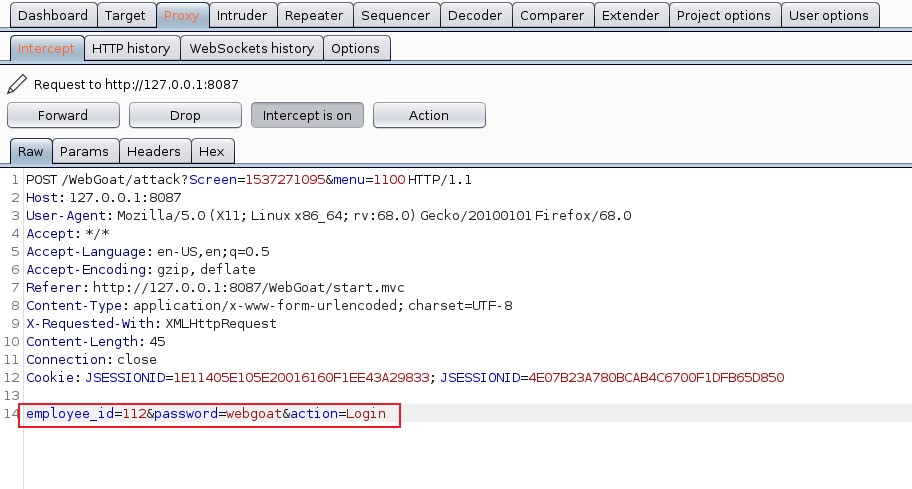 Dashboard Target Proxy Intruder Repeater Sequencer Decoder Comparer Extender Project options User options
Intercept HTTP history WebSockets history Options
Request to http://127.0.0.1:8087
Forward Drop Intercept is on Action
Raw Params Headers Hex
1 POST /WebGoat/attack?Screen=1537271095&menu=1100 HTTP/1.1
2 Host: 127.0.0.1:8087
3 User-Agent: Mozilla/5.0 (X11; Linux x86_64; rv:68.0) Gecko/20100101 Firefox/68.0
4 Accept: */*
5 Accept-Language: en-US,en;q=0.5
6 Accept-Encoding: gzip, deflate
7 Referer: http://127.0.0.1:8087/WebGoat/start.mvc
8 Content-Type: application/x-www-form-urlencoded; charset=UTF-8
9 X-Requested-With: XMLHttpRequest
10 Content-Length: 45
11 Connection: close
12 Cookie: JSESSIONID=1E11405E105E20016160F1EE43A29833; JSESSIONID=4E07B23A780BCAB4C6700F1DFB65D850
13
14 employee_id=112&password=webgoat&action=Login